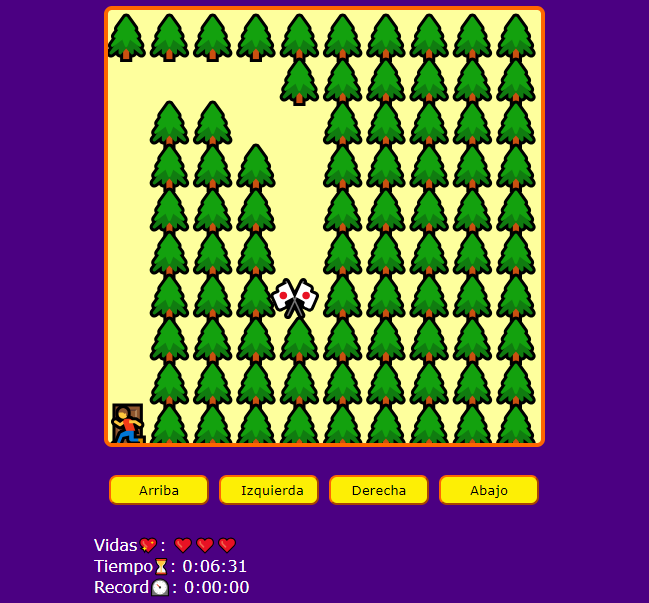 Arriba Izquierda Derecha Abajo
Vidas💖: ❤️ ❤️ ❤️
Tiempo⏳: 0:06:31
Record⏲️: 0:00:00